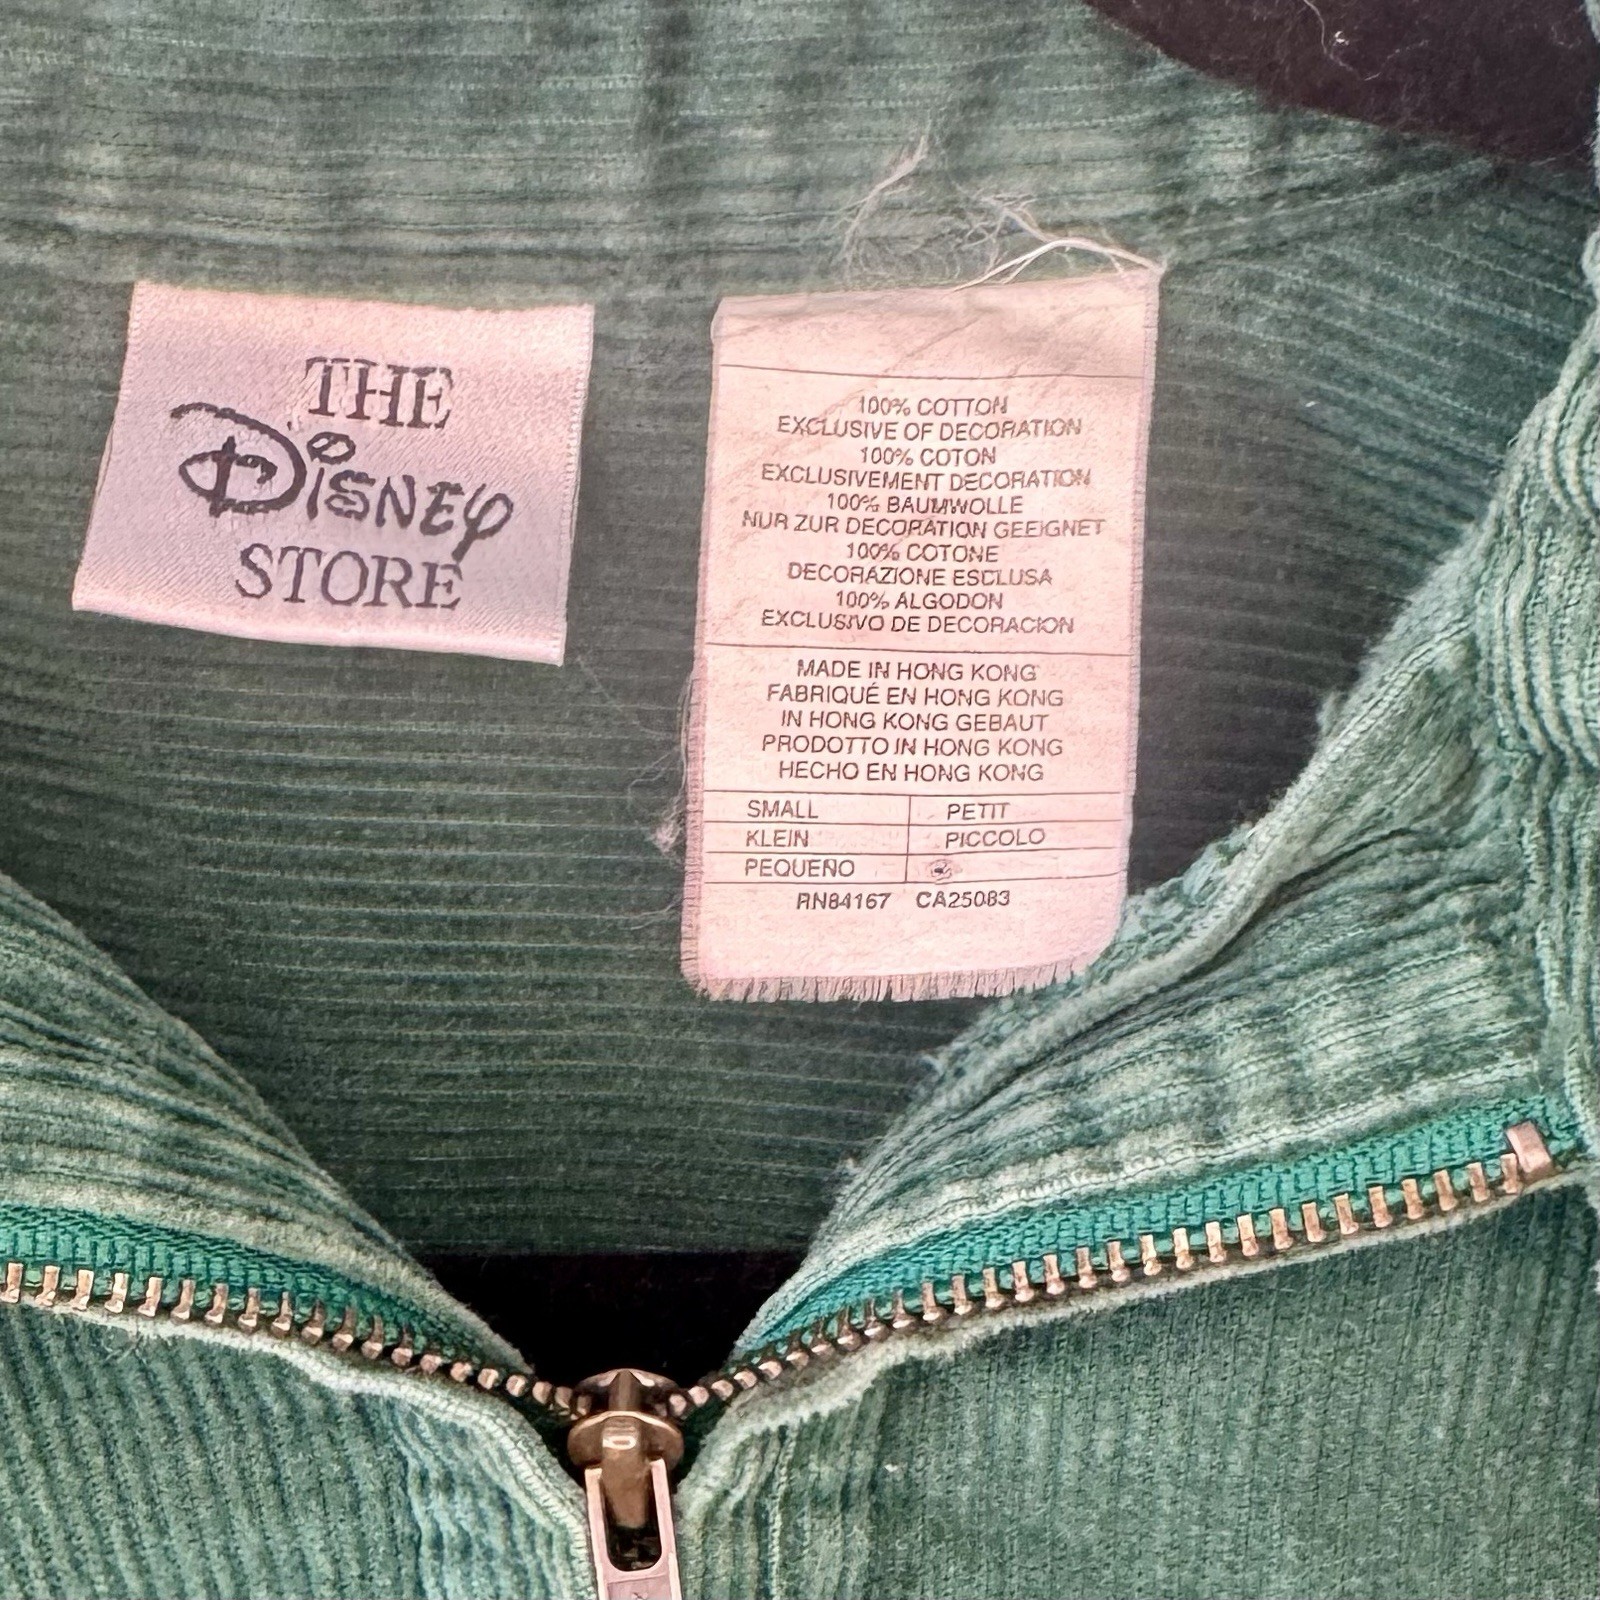 THE
DISNEY
STORE
100% COTTON
EXCLUSIVE OF DECORATION
100% COTON
EXCLUSIVEMENT DECORATION
100% BAUMWOLLE
NUR ZUR DECORATION GEEIGNET
100% COTONE
DECORAZIONE ESCLUSA
100% ALGODON
EXCLUSIVO DE DECORACION
MADE IN HONG KONG
FABRIQUÉ EN HONG KONG
IN HONG KONG GEBAUT
PRODOTTO IN HONG KONG
HECHO EN HONG KONG
SMALL PETIT
KLEIN PICCOLO
PEQUENO
RN84167 CA25083